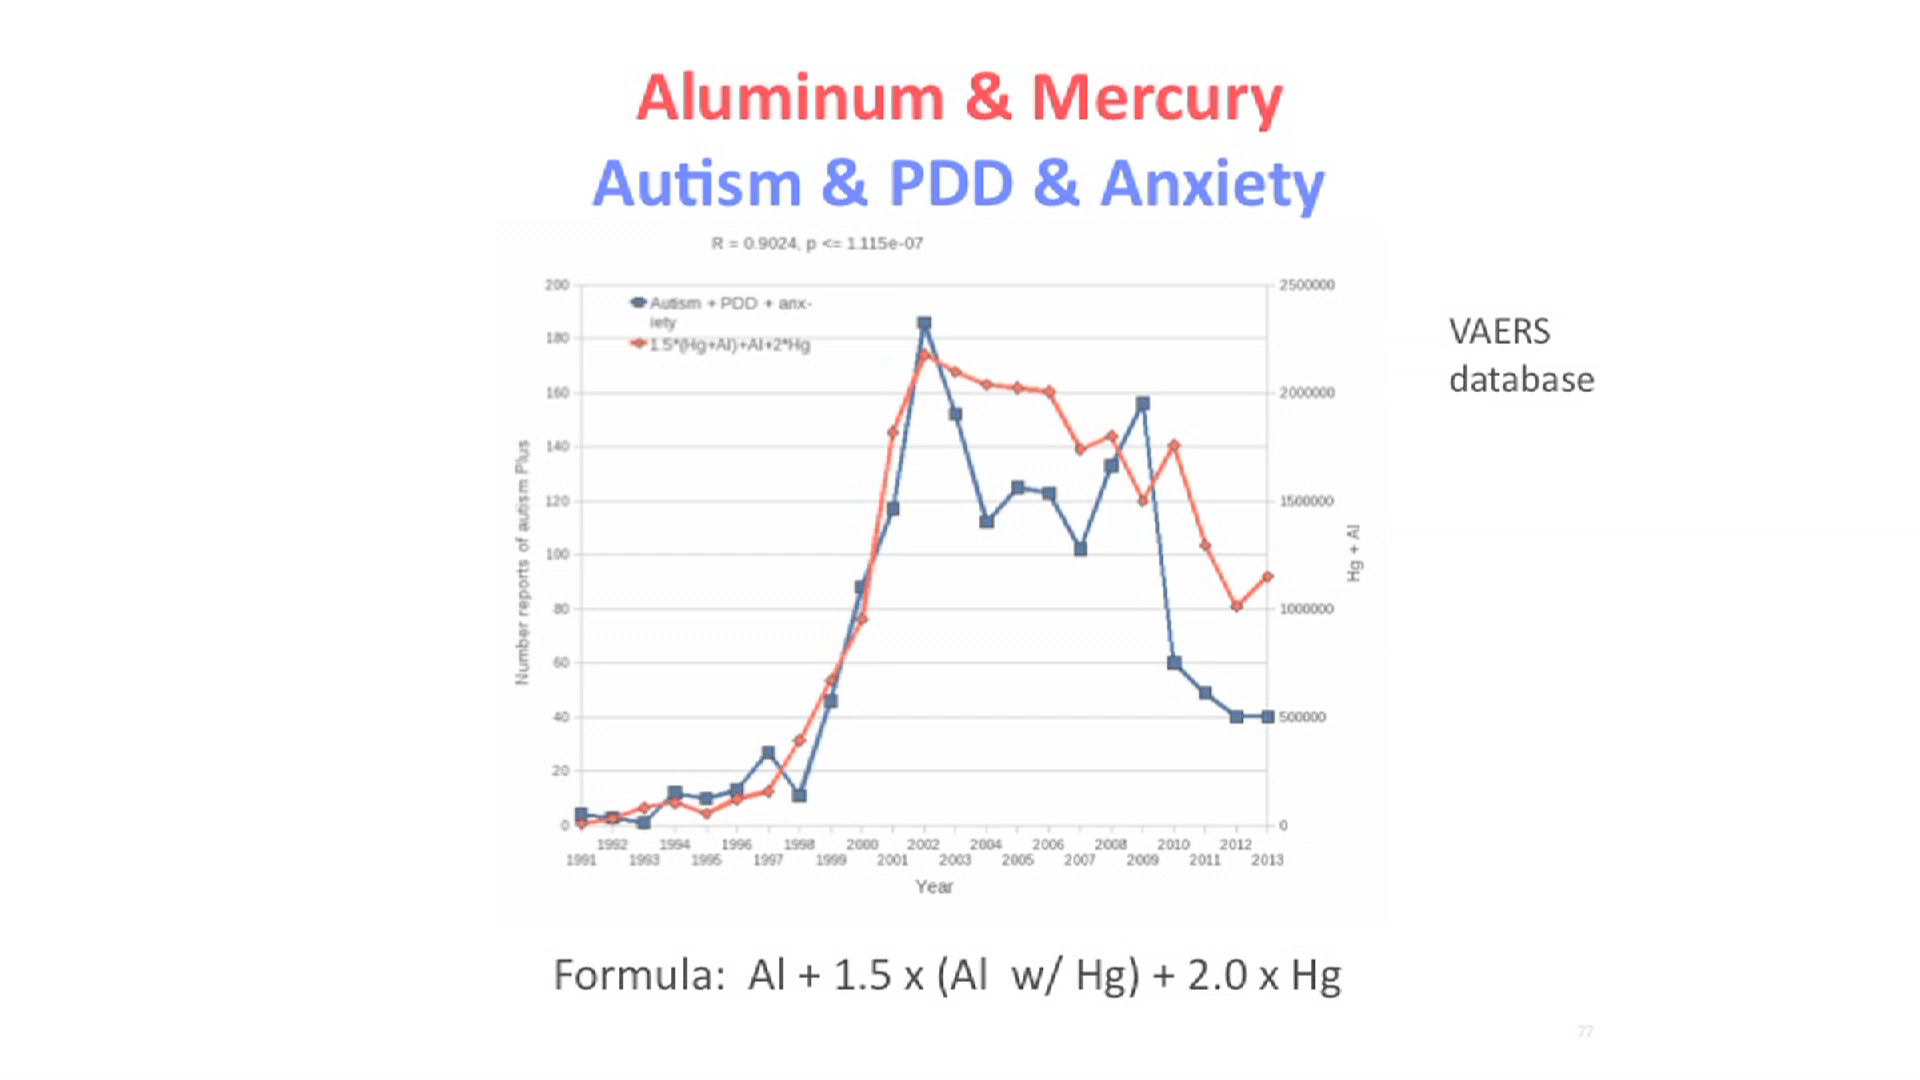 Aluminum & Mercury
Autism & PDD & Anxiety
R = 0.9024, p <= 1.115e-07
200
180
160
140
120
100
80
60
40
20
0
2500000
2000000
1500000
1000000
500000
0
Autism + PDD + anx-
iety
1.5*(Hg+Al)+Al+2*Hg
Number reports of autism Plus
Hg + Al
1992 1994 1996 1998 2000 2002 2004 2006 2008 2010 2012
1991 1993 1995 1997 1999 2001 2003 2005 2007 2009 2011 2013
Year
VAERS
database
Formula: Al + 1.5 x (Al w/ Hg) + 2.0 x Hg
77